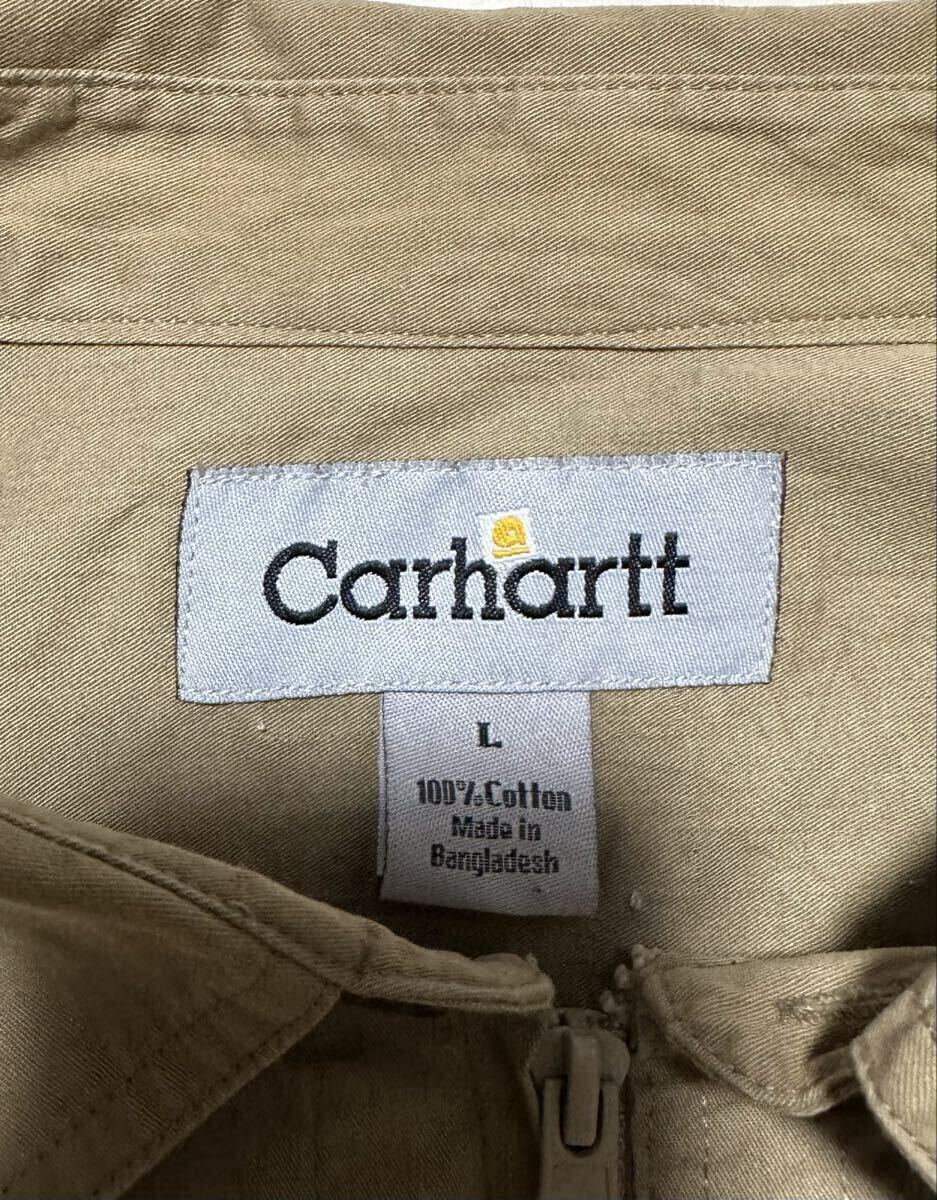 Carhartt
L
100% Cotton
Made in
Bangladesh